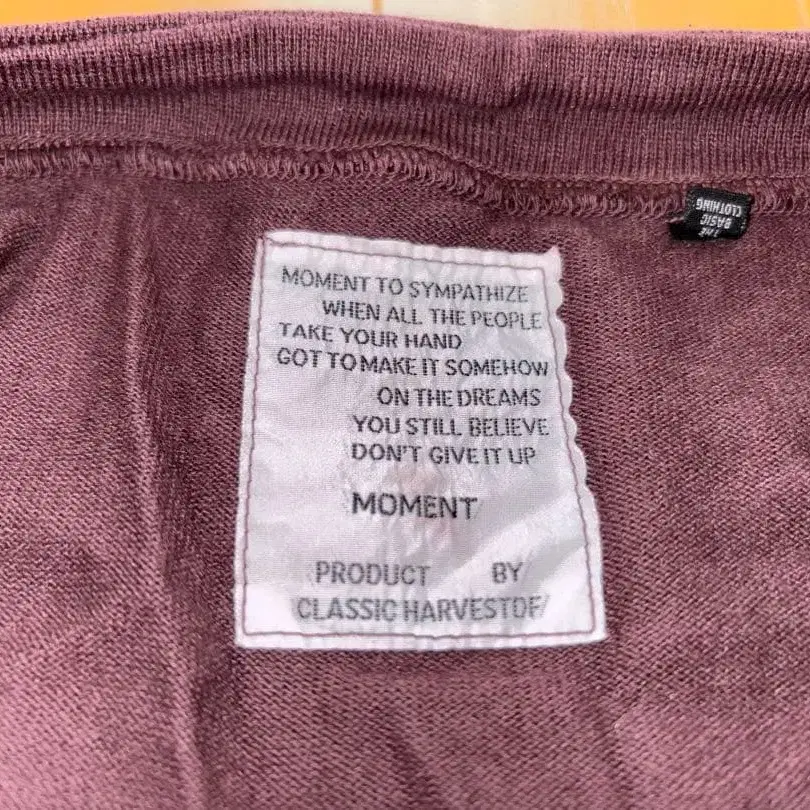 THE
BASIC
CLOTHING
MOMENT TO SYMPATHIZE
WHEN ALL THE PEOPLE
TAKE YOUR HAND
GOT TO MAKE IT SOMEHOW
ON THE DREAMS
YOU STILL BELIEVE
DON'T GIVE IT UP
MOMENT
PRODUCT BY
CLASSIC HARVESTOF/